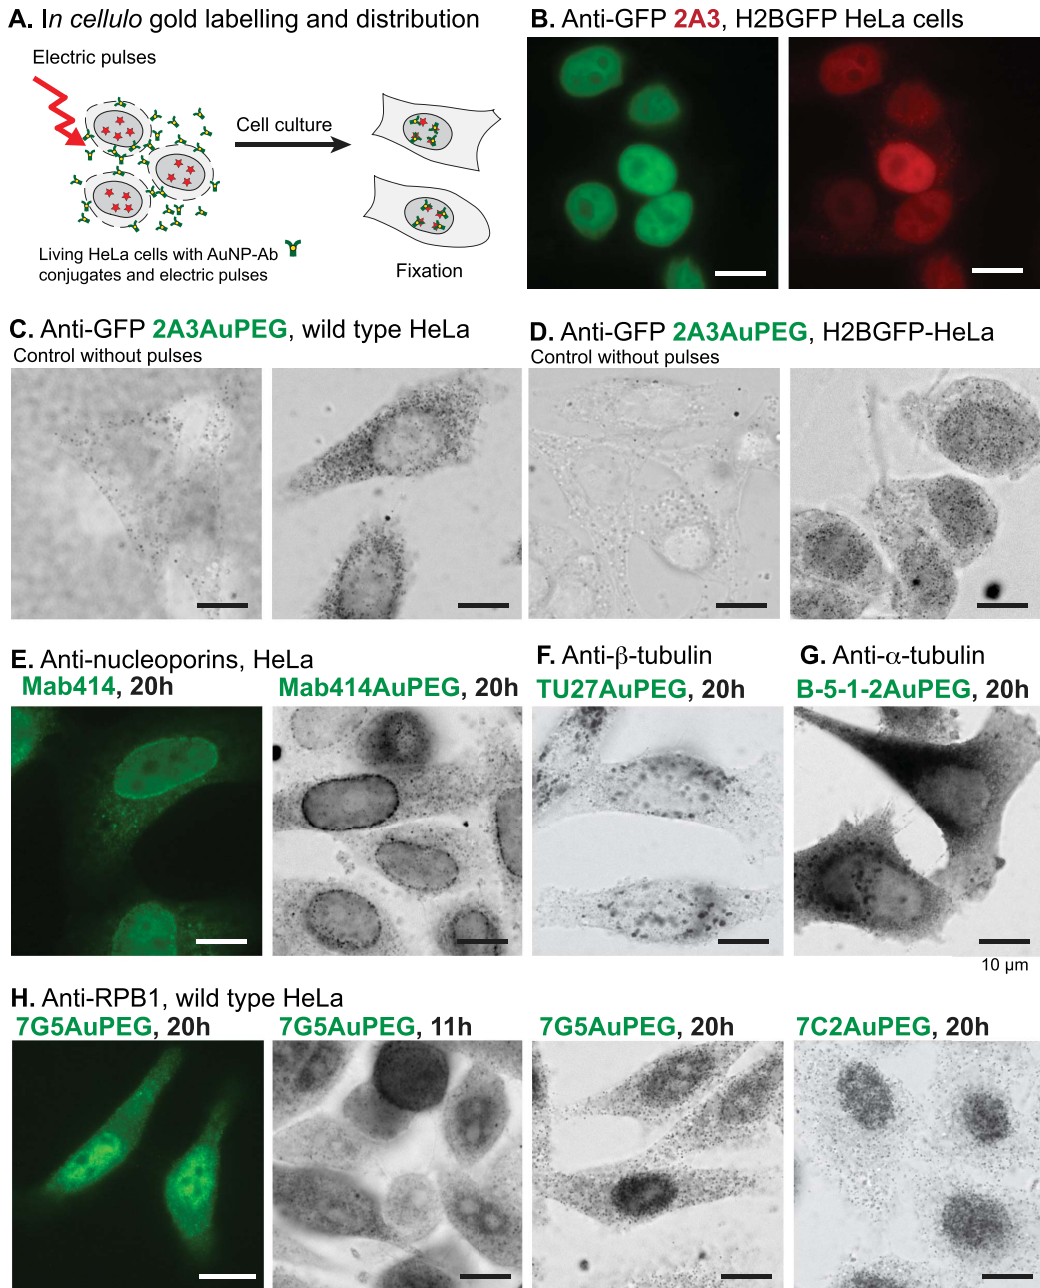 A. In cellulo gold labelling and distribution
Electric pulses
Cell culture
Living HeLa cells with AuNP-Ab
conjugates and electric pulses
Fixation
B. Anti-GFP 2A3, H2BGFP HeLa cells
C. Anti-GFP 2A3AuPEG, wild type HeLa
Control without pulses
D. Anti-GFP 2A3AuPEG, H2BGFP-HeLa
Control without pulses
E. Anti-nucleoporins, HeLa
Mab414, 20h
Mab414AuPEG, 20h
F. Anti-β-tubulin
TU27AuPEG, 20h
G. Anti-α-tubulin
B-5-1-2AuPEG, 20h
10 µm
H. Anti-RPB1, wild type HeLa
7G5AuPEG, 20h
7G5AuPEG, 11h
7G5AuPEG, 20h
7C2AuPEG, 20h